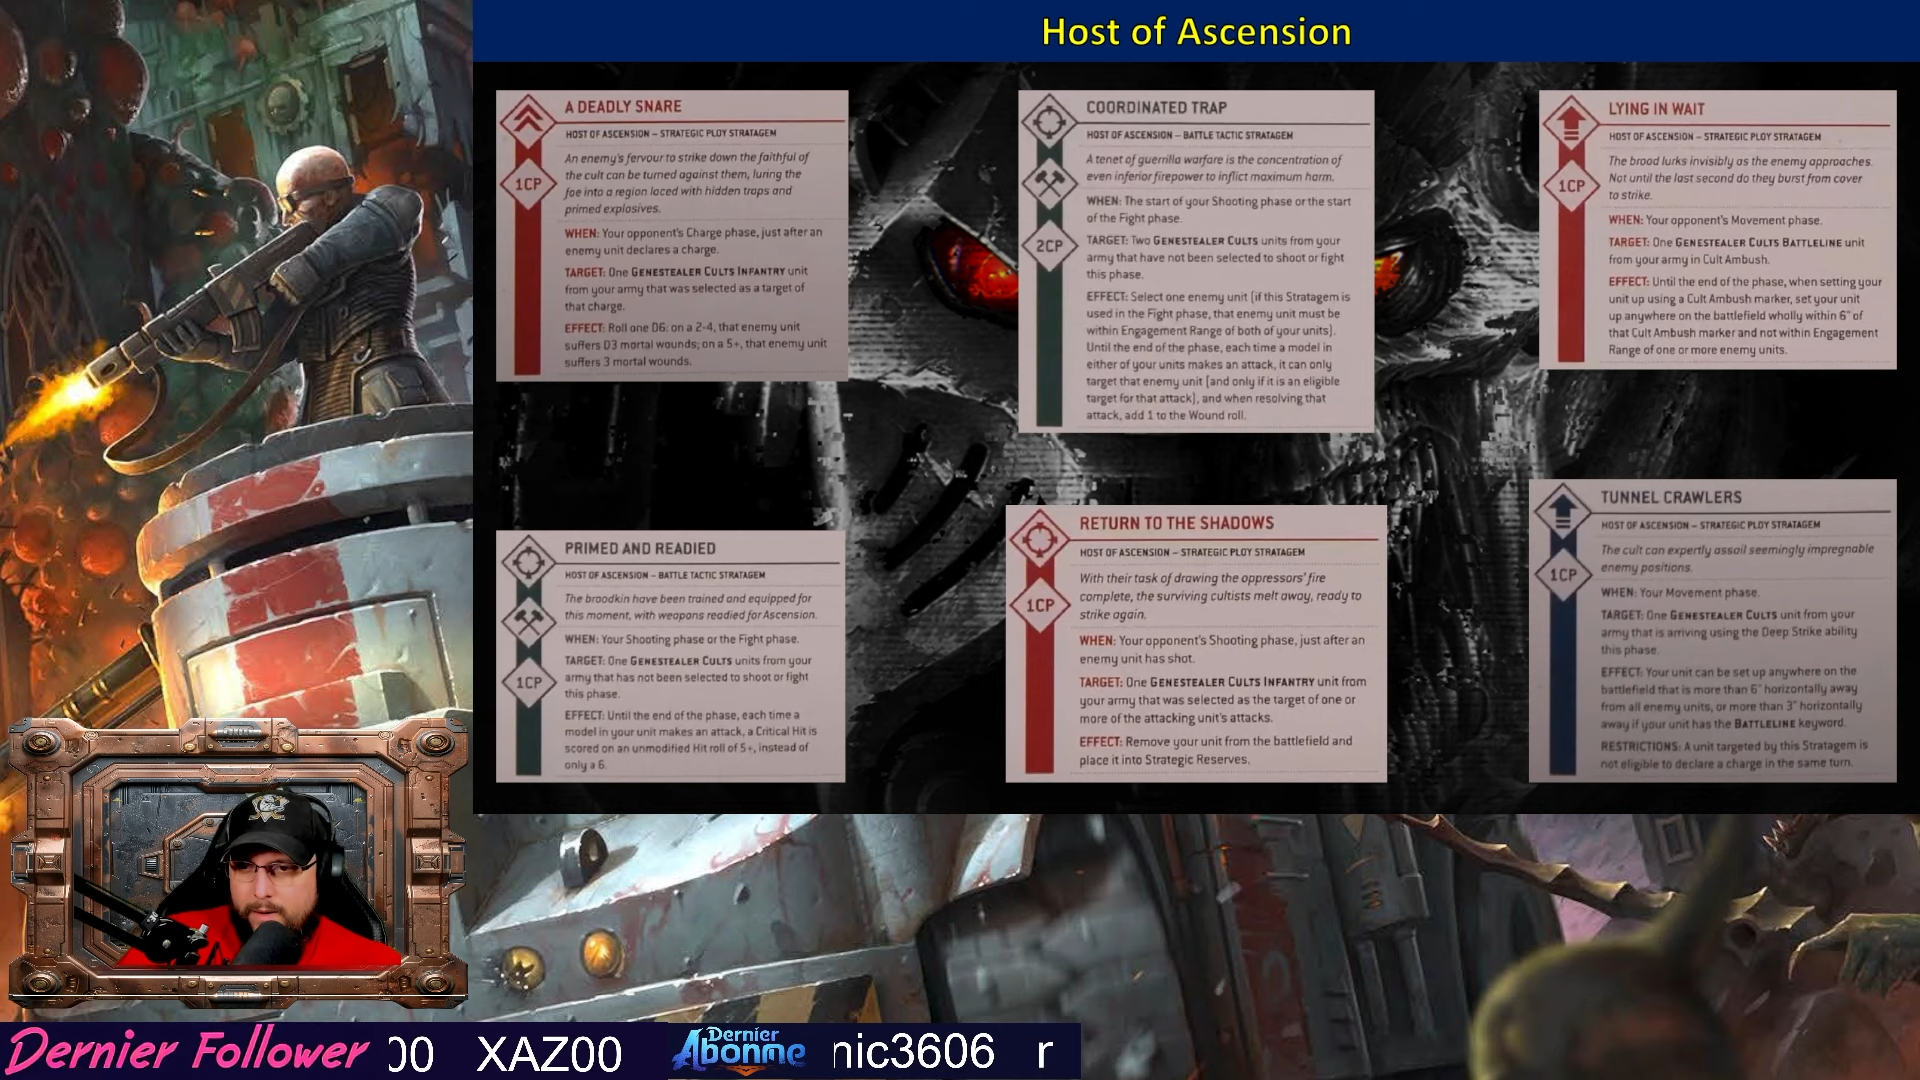 Host of Ascension
A DEADLY SNARE
HOST OF ASCENSION – STRATEGIC PLOY STRATAGEM
1CP
An enemy's fervour to strike down the faithful of
the cult can be turned against them, luring the
foe into a region laced with hidden traps and
primed explosives.
WHEN: Your opponent's Charge phase, just after an
enemy unit declares a charge.
TARGET: One GENESTEALER CULTS INFANTRY unit
from your army that was selected as a target of
that charge.
EFFECT: Roll one D6: on a 2-4, that enemy unit
suffers D3 mortal wounds; on a 5+, that enemy unit
suffers 3 mortal wounds.
COORDINATED TRAP
HOST OF ASCENSION – BATTLE TACTIC STRATAGEM
2CP
A tenet of guerrilla warfare is the concentration of
even inferior firepower to inflict maximum harm.
WHEN: The start of your Shooting phase or the start
of the Fight phase.
TARGET: Two GENESTEALER CULTS units from your
army that have not been selected to shoot or fight
this phase.
EFFECT: Select one enemy unit (if this Stratagem is
used in the Fight phase, that enemy unit must be
within Engagement Range of both of your units).
Until the end of the phase, each time a model in
either of your units makes an attack, it can only
target that enemy unit (and only if it is an eligible
target for that attack), and when resolving that
attack, add 1 to the Wound roll.
LYING IN WAIT
HOST OF ASCENSION – STRATEGIC PLOY STRATAGEM
1CP
The brood lurks invisibly as the enemy approaches.
Not until the last second do they burst from cover
to strike.
WHEN: Your opponent's Movement phase.
TARGET: One GENESTEALER CULTS BATTLELINE unit
from your army in Cult Ambush.
EFFECT: Until the end of the phase, when setting your
unit up using a Cult Ambush marker, set your unit
up anywhere on the battlefield wholly within 6" of
that Cult Ambush marker and not within Engagement
Range of one or more enemy units.
PRIMED AND READIED
HOST OF ASCENSION – BATTLE TACTIC STRATAGEM
1CP
The broodkin have been trained and equipped for
this moment, with weapons readied for Ascension.
WHEN: Your Shooting phase or the Fight phase.
TARGET: One GENESTEALER CULTS units from your
army that has not been selected to shoot or fight
this phase.
EFFECT: Until the end of the phase, each time a
model in your unit makes an attack, a Critical Hit is
scored on an unmodified Hit roll of 5+, instead of
only a 6.
RETURN TO THE SHADOWS
HOST OF ASCENSION – STRATEGIC PLOY STRATAGEM
1CP
With their task of drawing the oppressors' fire
complete, the surviving cultists melt away, ready to
strike again.
WHEN: Your opponent's Shooting phase, just after an
enemy unit has shot.
TARGET: One GENESTEALER CULTS INFANTRY unit from
your army that was selected as the target of one or
more of the attacking unit's attacks.
EFFECT: Remove your unit from the battlefield and
place it into Strategic Reserves.
TUNNEL CRAWLERS
HOST OF ASCENSION – STRATEGIC PLOY STRATAGEM
1CP
The cult can expertly assail seemingly impregnable
enemy positions.
WHEN: Your Movement phase.
TARGET: One GENESTEALER CULTS unit from your
army that is arriving using the Deep Strike ability
this phase.
EFFECT: Your unit can be set up anywhere on the
battlefield that is more than 6" horizontally away
from all enemy units, or more than 3" horizontally
away if your unit has the BATTLELINE keyword.
RESTRICTIONS: A unit targeted by this Stratagem is
not eligible to declare a charge in the same turn.
Dernier Follower 00 XAZ00 Dernier Abonne nic3606 r